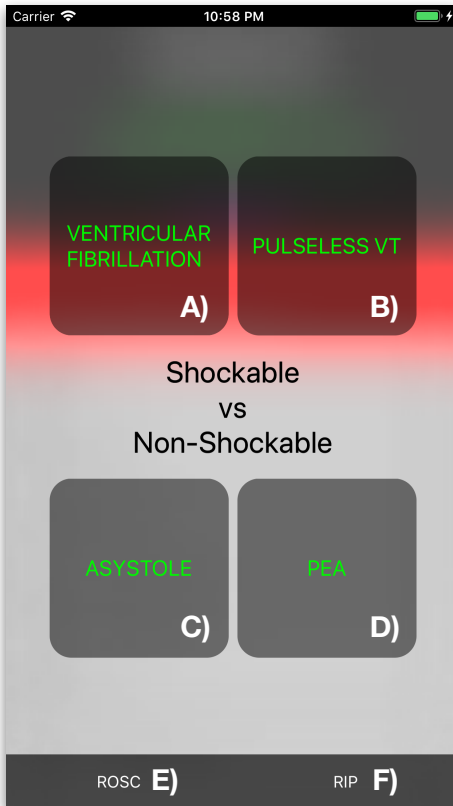 Carrier 10:58 PM
VENTRICULAR
FIBRILLATION
A)
PULSELESS VT
B)
Shockable
vs
Non-Shockable
ASYSTOLE
C)
PEA
D)
ROSC E)
RIP F)